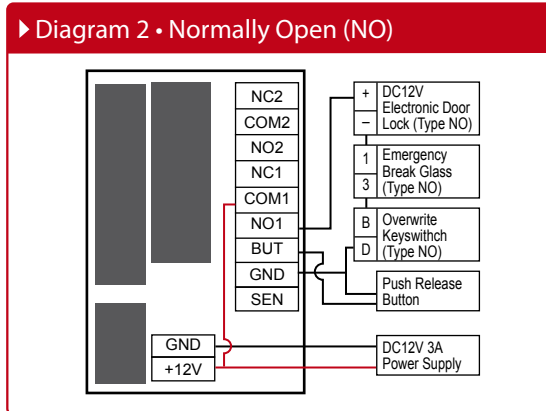 Diagram 2 • Normally Open (NO)
NC2
COM2
NO2
NC1
COM1
NO1
BUT
GND
SEN
GND
+12V
+ DC12V
Electronic Door
– Lock (Type NO)
1 Emergency
Break Glass
3 (Type NO)
B Overwrite
Keyswithch
D (Type NO)
Push Release
Button
DC12V 3A
Power Supply